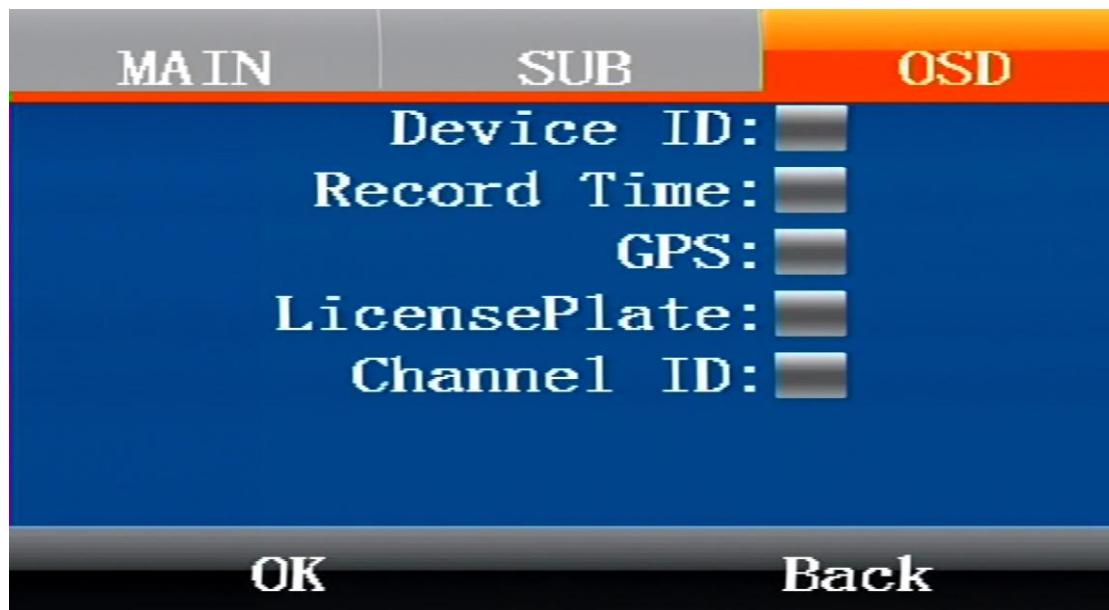 MAIN SUB OSD
Device ID:
Record Time:
GPS:
LicensePlate:
Channel ID:
OK Back